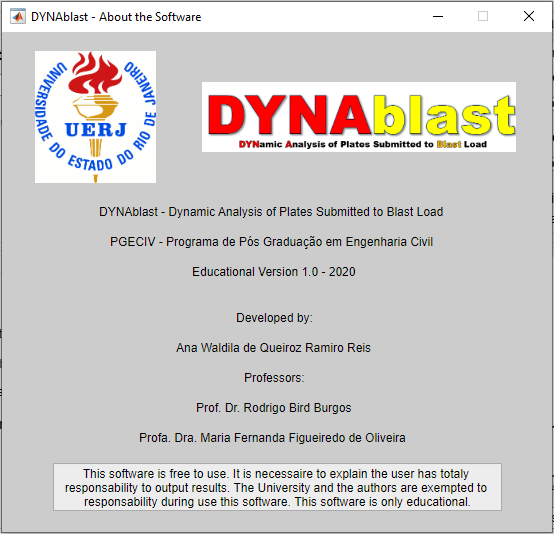 DYNAblast - About the Software
UNIVERSIDADE DO ESTADO DO RIO DE JANEIRO
UERJ
DYNAblast
DYNamic Analysis of Plates Submitted to Blast Load
DYNAblast - Dynamic Analysis of Plates Submitted to Blast Load
PGECIV - Programa de Pós Graduação em Engenharia Civil
Educational Version 1.0 - 2020
Developed by:
Ana Waldila de Queiroz Ramiro Reis
Professors:
Prof. Dr. Rodrigo Bird Burgos
Profa. Dra. Maria Fernanda Figueiredo de Oliveira
This software is free to use. It is necessaire to explain the user has totaly
responsability to output results. The University and the authors are exempted to
responsability during use this software. This software is only educational.